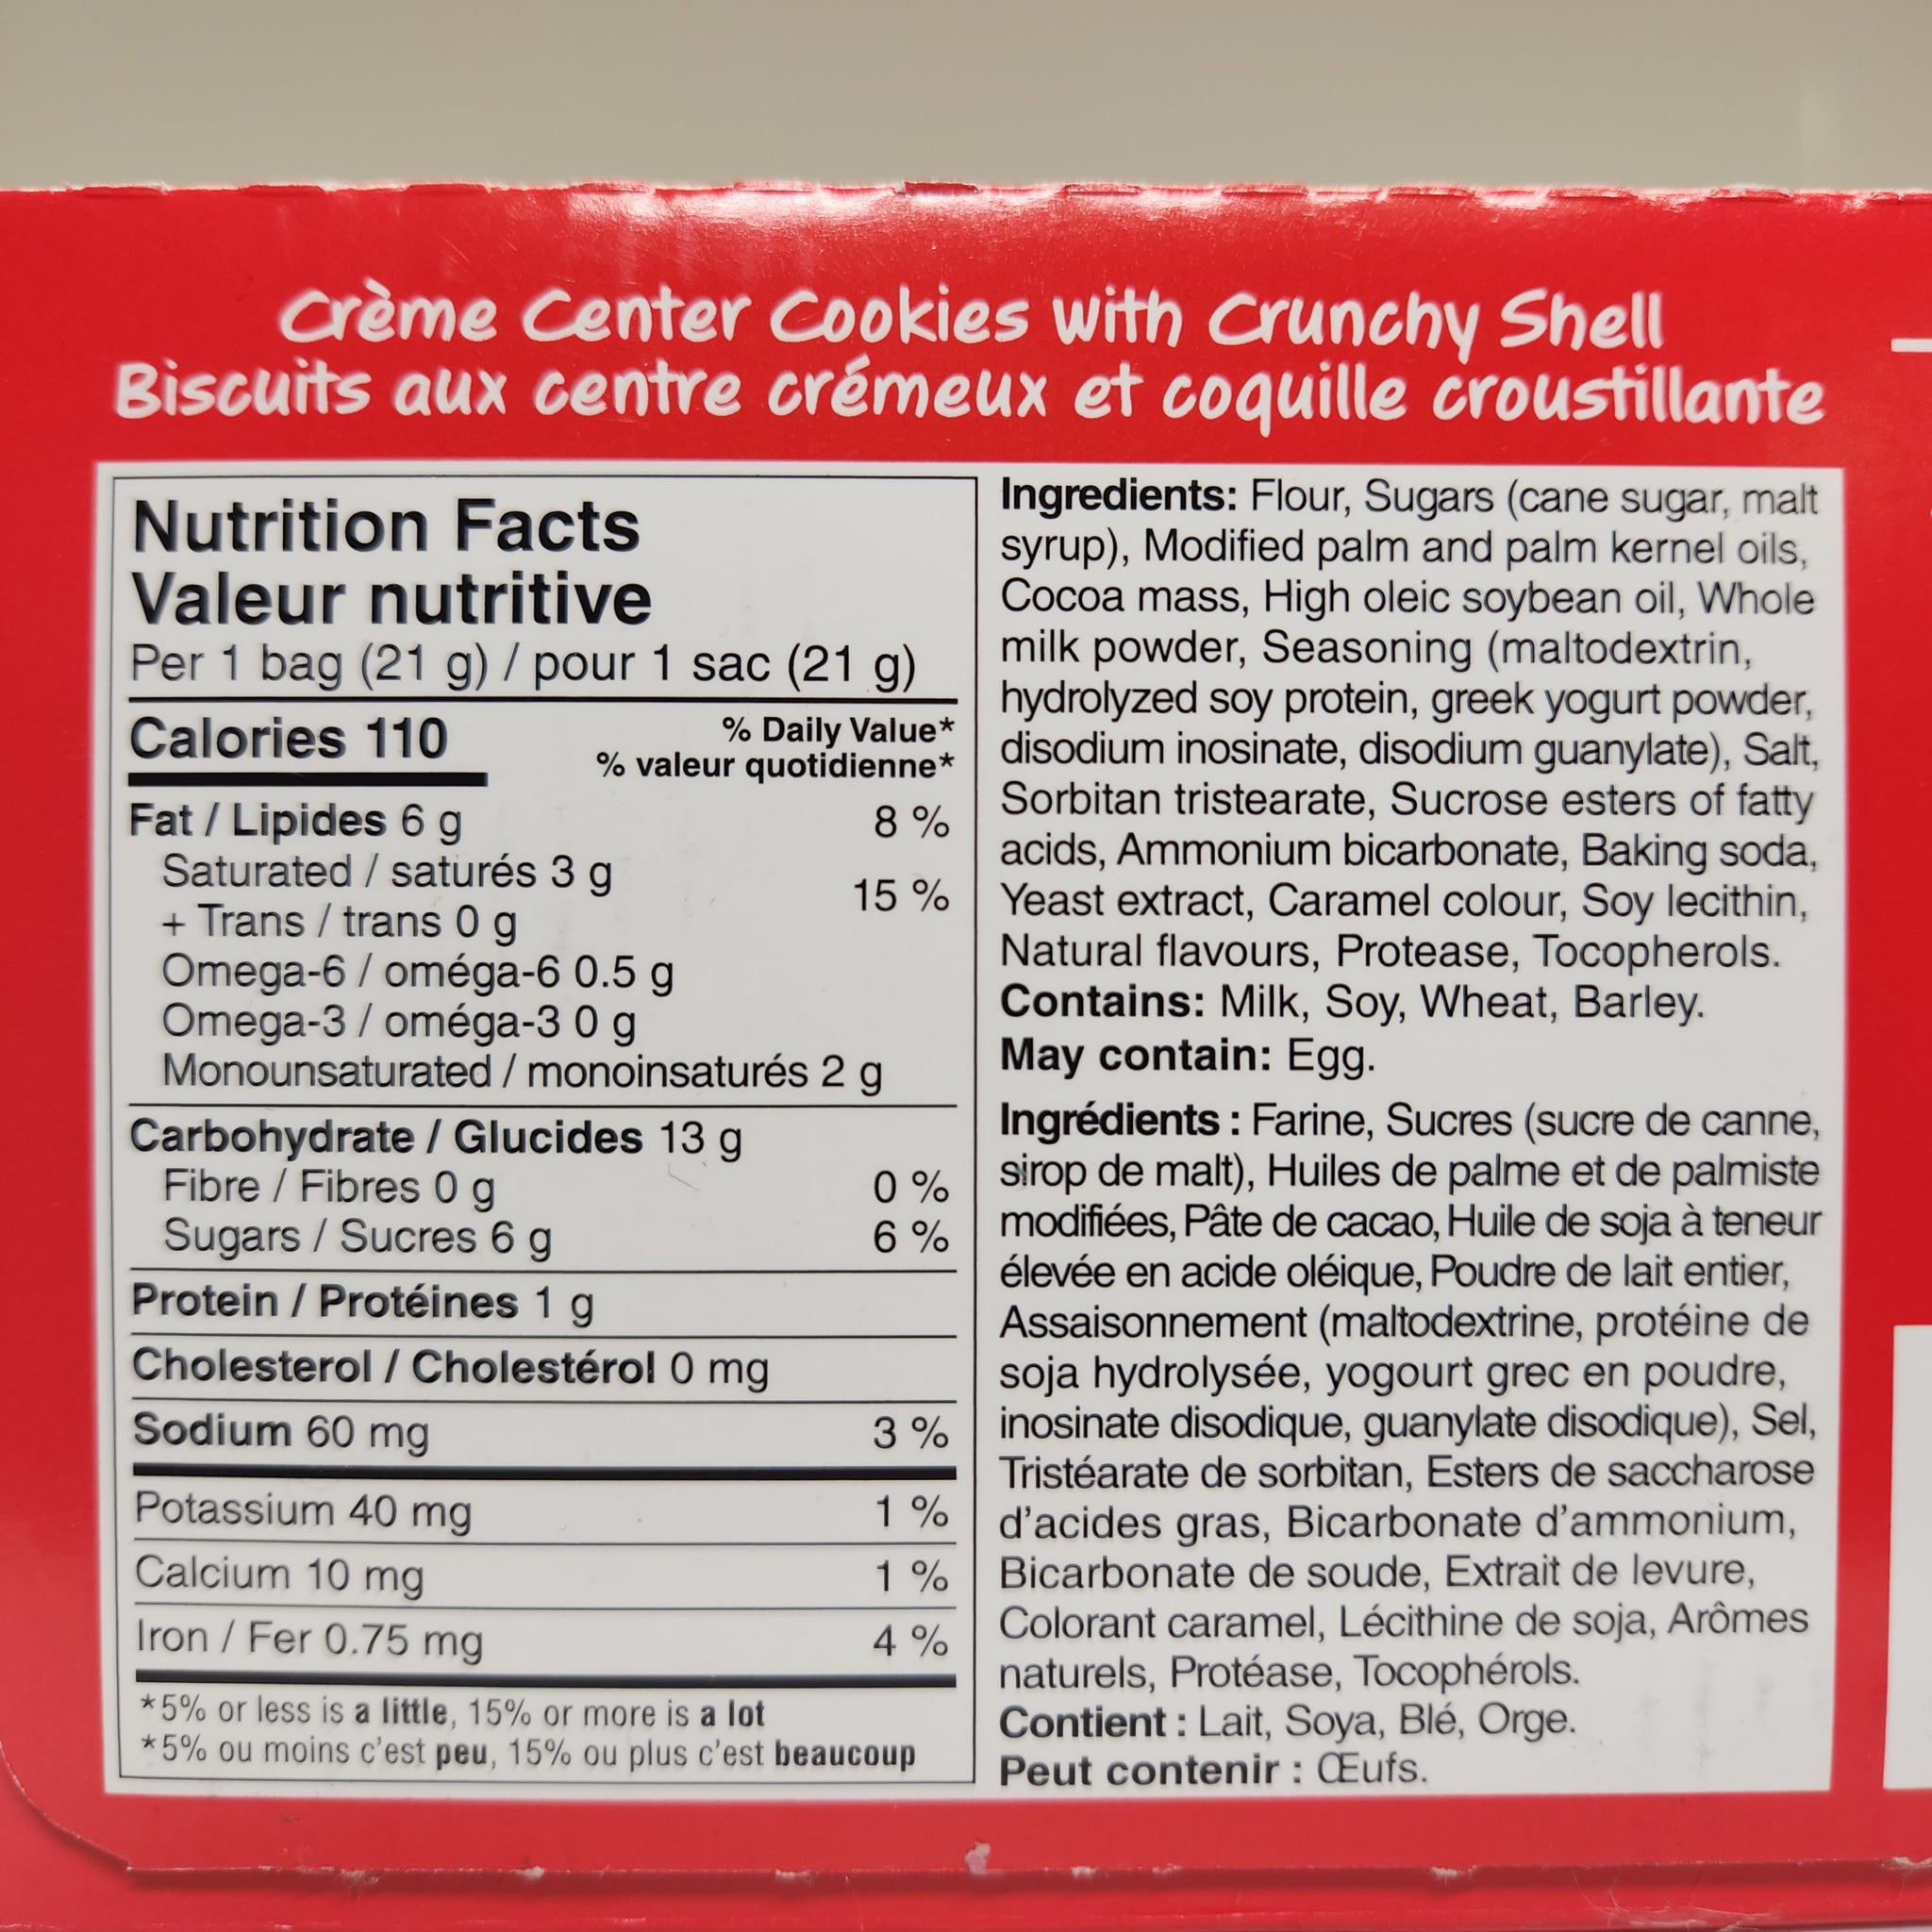 Crème Center Cookies with Crunchy Shell
Biscuits aux centre crémeux et coquille croustillante
Nutrition Facts
Valeur nutritive
Per 1 bag (21 g) / pour 1 sac (21 g)
Calories 110
% Daily Value*
% valeur quotidienne*
Fat / Lipides 6 g 8 %
Saturated / saturés 3 g
+ Trans / trans 0 g 15 %
Omega-6 / oméga-6 0.5 g
Omega-3 / oméga-3 0 g
Monounsaturated / monoinsaturés 2 g
Carbohydrate / Glucides 13 g
Fibre / Fibres 0 g 0 %
Sugars / Sucres 6 g 6 %
Protein / Protéines 1 g
Cholesterol / Cholestérol 0 mg
Sodium 60 mg 3 %
Potassium 40 mg 1 %
Calcium 10 mg 1 %
Iron / Fer 0.75 mg 4 %
*5% or less is a little, 15% or more is a lot
*5% ou moins c'est peu, 15% ou plus c'est beaucoup
Ingredients: Flour, Sugars (cane sugar, malt
syrup), Modified palm and palm kernel oils,
Cocoa mass, High oleic soybean oil, Whole
milk powder, Seasoning (maltodextrin,
hydrolyzed soy protein, greek yogurt powder,
disodium inosinate, disodium guanylate), Salt,
Sorbitan tristearate, Sucrose esters of fatty
acids, Ammonium bicarbonate, Baking soda,
Yeast extract, Caramel colour, Soy lecithin,
Natural flavours, Protease, Tocopherols.
Contains: Milk, Soy, Wheat, Barley.
May contain: Egg.
Ingrédients : Farine, Sucres (sucre de canne,
sirop de malt), Huiles de palme et de palmiste
modifiées, Pâte de cacao, Huile de soja à teneur
élevée en acide oléique, Poudre de lait entier,
Assaisonnement (maltodextrine, protéine de
soja hydrolysée, yogourt grec en poudre,
inosinate disodique, guanylate disodique), Sel,
Tristéarate de sorbitan, Esters de saccharose
d'acides gras, Bicarbonate d'ammonium,
Bicarbonate de soude, Extrait de levure,
Colorant caramel, Lécithine de soja, Arômes
naturels, Protéase, Tocophérols.
Contient : Lait, Soya, Blé, Orge.
Peut contenir : Œufs.